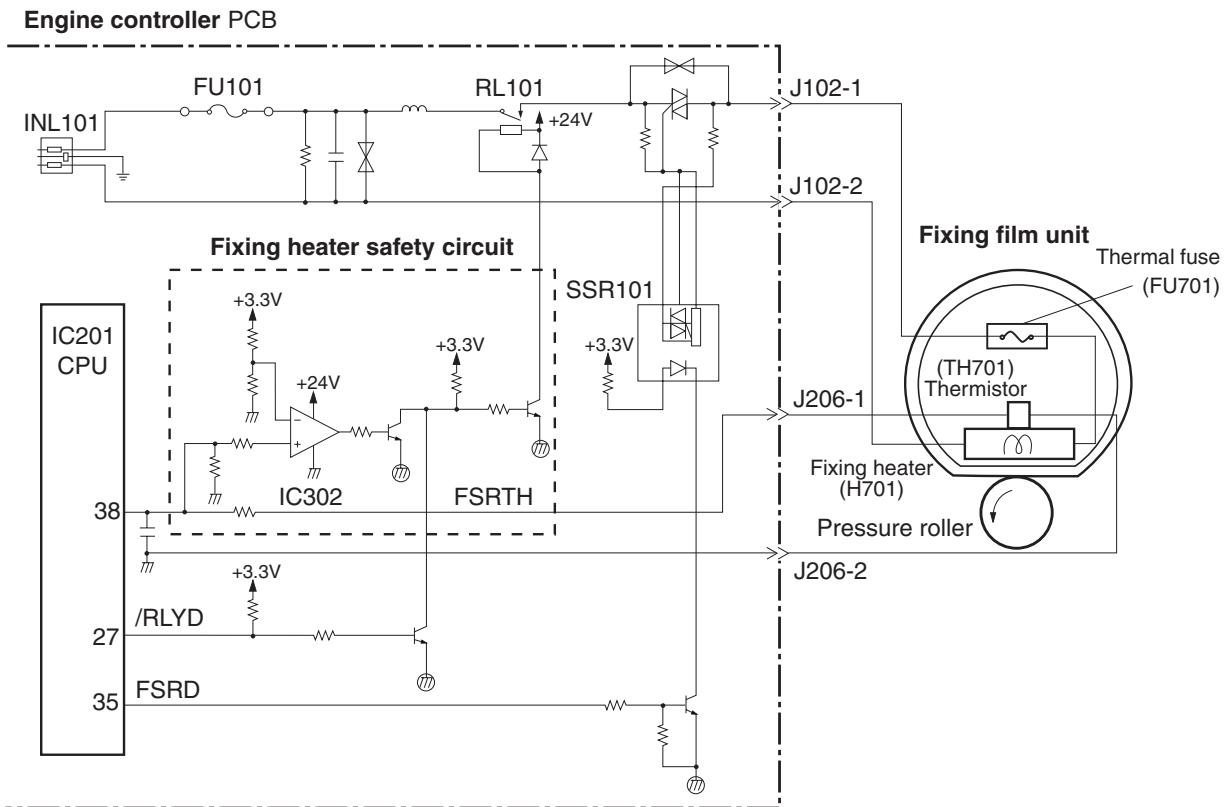 Engine controller PCB
FU101
RL101
J102-1
INL101
+24V
J102-2
Fixing heater safety circuit
Fixing film unit
Thermal fuse
(FU701)
SSR101
+3.3V
IC201
CPU
+3.3V
+3.3V
(TH701)
Thermistor
+24V
J206-1
−
+
Fixing heater
(H701)
IC302
FSRTH
38
Pressure roller
J206-2
+3.3V
/RLYD
27
FSRD
35